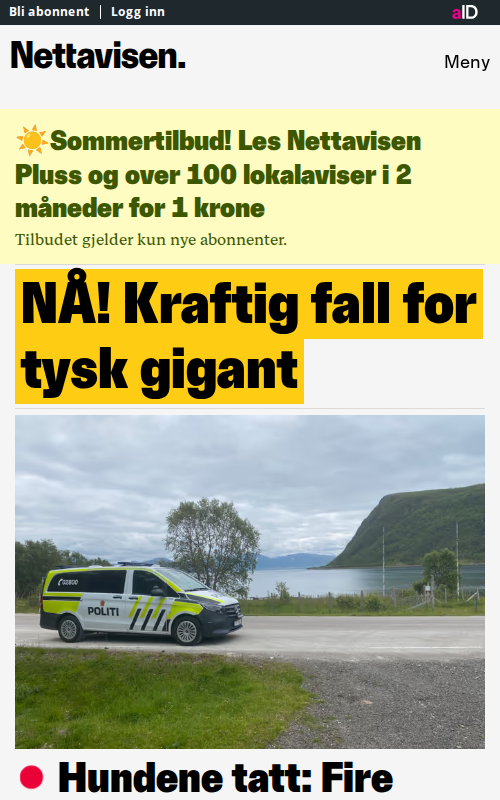 Bli abonnent | Logg inn
aID
Nettavisen.
Meny
☀️Sommertilbud! Les Nettavisen
Pluss og over 100 lokalaviser i 2
måneder for 1 krone
Tilbudet gjelder kun nye abonnenter.
NÅ! Kraftig fall for
tysk gigant
02800
POLITI
Hundene tatt: Fire